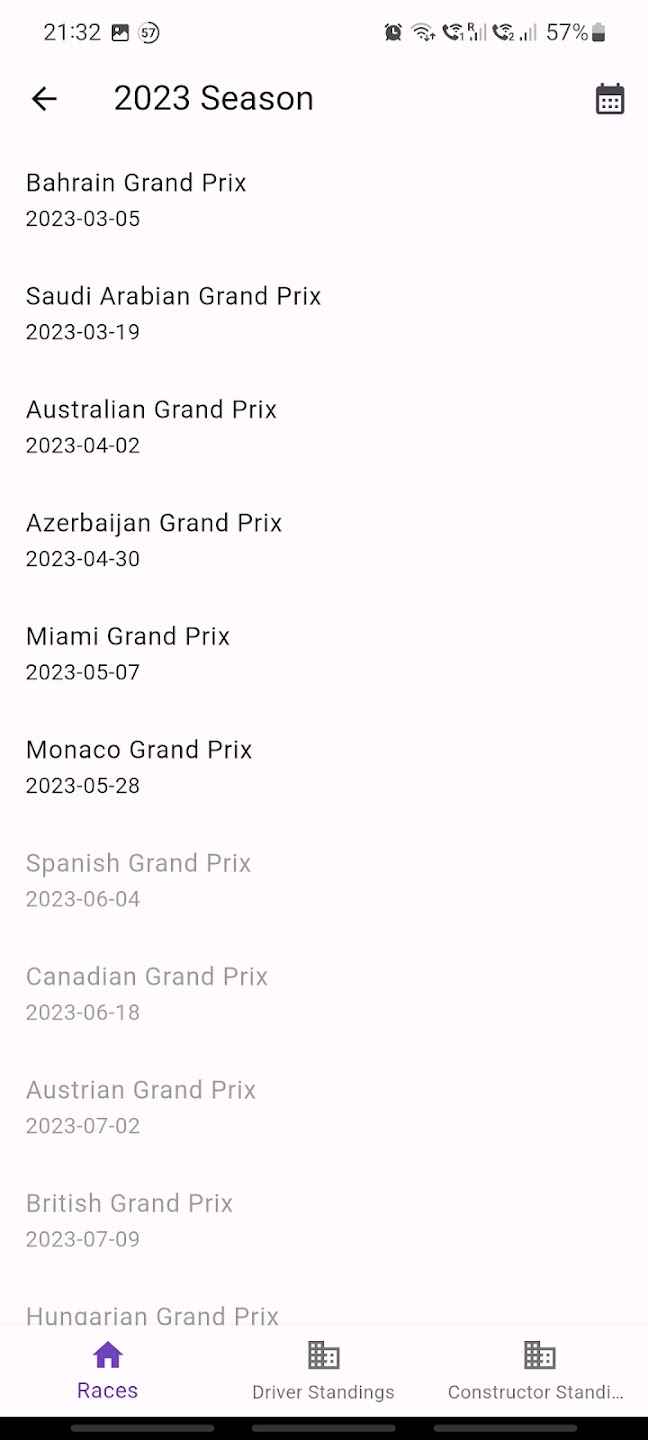 21:32 57 R 1 2 57%
2023 Season
Bahrain Grand Prix
2023-03-05
Saudi Arabian Grand Prix
2023-03-19
Australian Grand Prix
2023-04-02
Azerbaijan Grand Prix
2023-04-30
Miami Grand Prix
2023-05-07
Monaco Grand Prix
2023-05-28
Spanish Grand Prix
2023-06-04
Canadian Grand Prix
2023-06-18
Austrian Grand Prix
2023-07-02
British Grand Prix
2023-07-09
Hungarian Grand Prix
Races Driver Standings Constructor Standi...